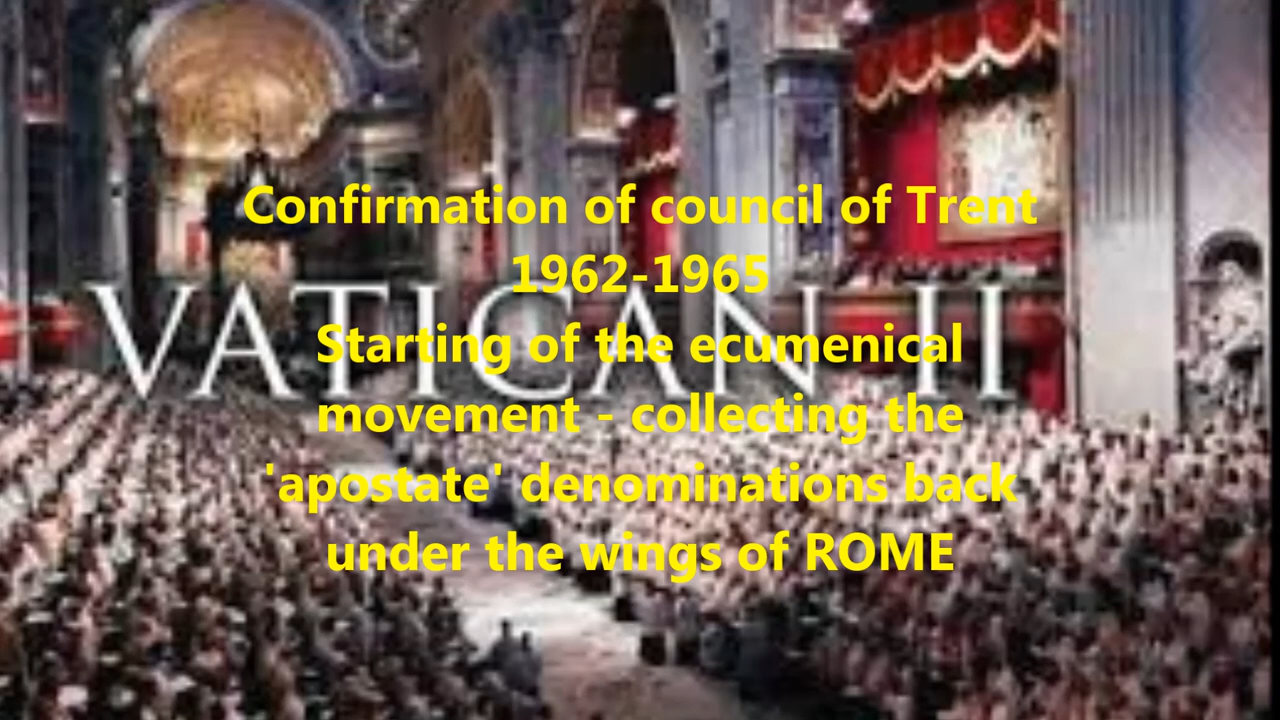 Confirmation of council of Trent
1962-1965
VATICAN II
Starting of the ecumenical
movement - collecting the
'apostate' denominations back
under the wings of ROME